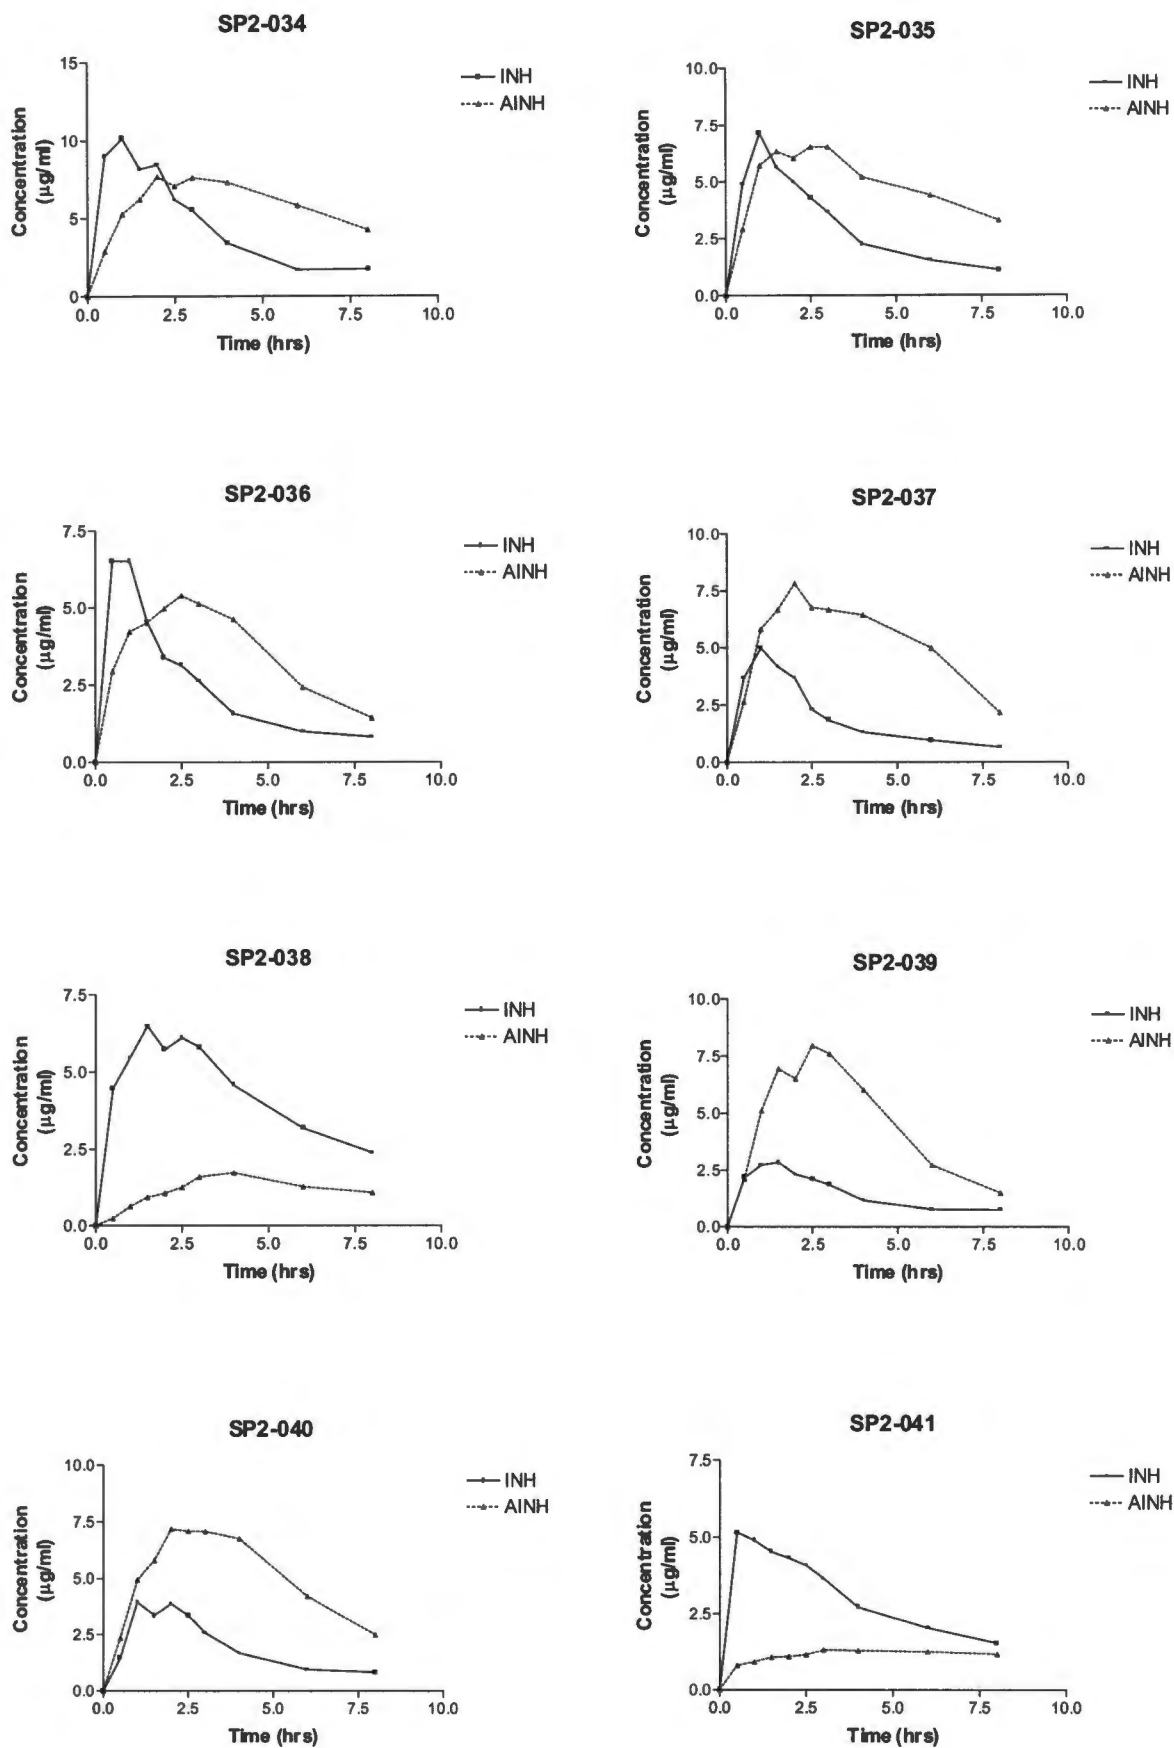 SP2-034
15
10
5
0
Concentration
(µg/ml)
0.0 2.5 5.0 7.5 10.0
Time (hrs)
INH
AINH
SP2-035
10.0
7.5
5.0
2.5
0.0
Concentration
(µg/ml)
0.0 2.5 5.0 7.5 10.0
Time (hrs)
INH
AINH
SP2-036
7.5
5.0
2.5
0.0
Concentration
(µg/ml)
0.0 2.5 5.0 7.5 10.0
Time (hrs)
INH
AINH
SP2-037
10.0
7.5
5.0
2.5
0.0
Concentration
(µg/ml)
0.0 2.5 5.0 7.5 10.0
Time (hrs)
INH
AINH
SP2-038
7.5
5.0
2.5
0.0
Concentration
(µg/ml)
0.0 2.5 5.0 7.5 10.0
Time (hrs)
INH
AINH
SP2-039
10.0
7.5
5.0
2.5
0.0
Concentration
(µg/ml)
0.0 2.5 5.0 7.5 10.0
Time (hrs)
INH
AINH
SP2-040
10.0
7.5
5.0
2.5
0.0
Concentration
(µg/ml)
0.0 2.5 5.0 7.5 10.0
Time (hrs)
INH
AINH
SP2-041
7.5
5.0
2.5
0.0
Concentration
(µg/ml)
0.0 2.5 5.0 7.5 10.0
Time (hrs)
INH
AINH